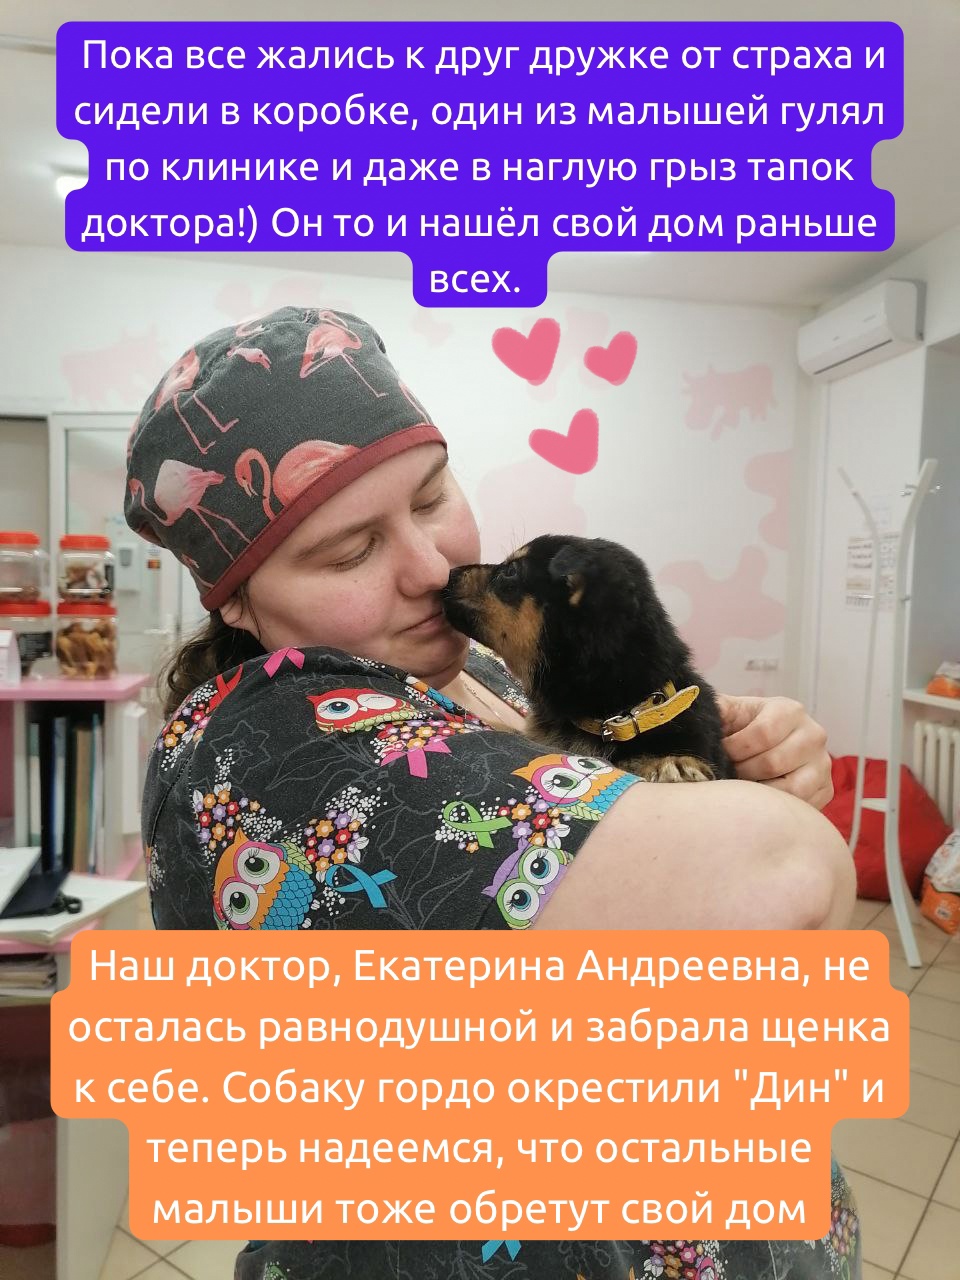 Пока все жались к друг дружке от страха и
сидели в коробке, один из малышей гулял
по клинике и даже в наглую грыз тапок
доктора!) Он то и нашёл свой дом раньше
всех.
Наш доктор, Екатерина Андреевна, не
осталась равнодушной и забрала щенка
к себе. Собаку гордо окрестили "Дин" и
теперь надеемся, что остальные
малыши тоже обретут свой дом